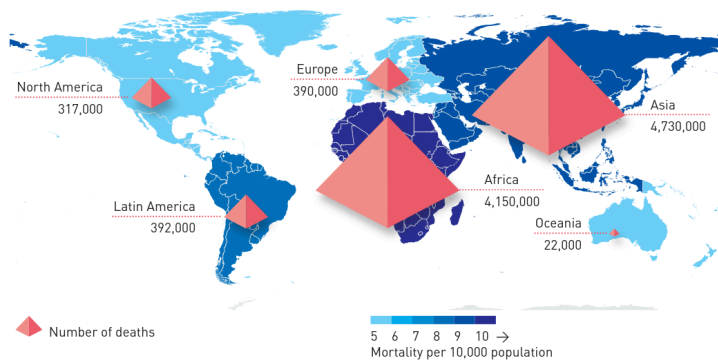 North America
317,000
Europe
390,000
Asia
4,730,000
Latin America
392,000
Africa
4,150,000
Oceania
22,000
Number of deaths
5 6 7 8 9 10 →
Mortality per 10,000 population